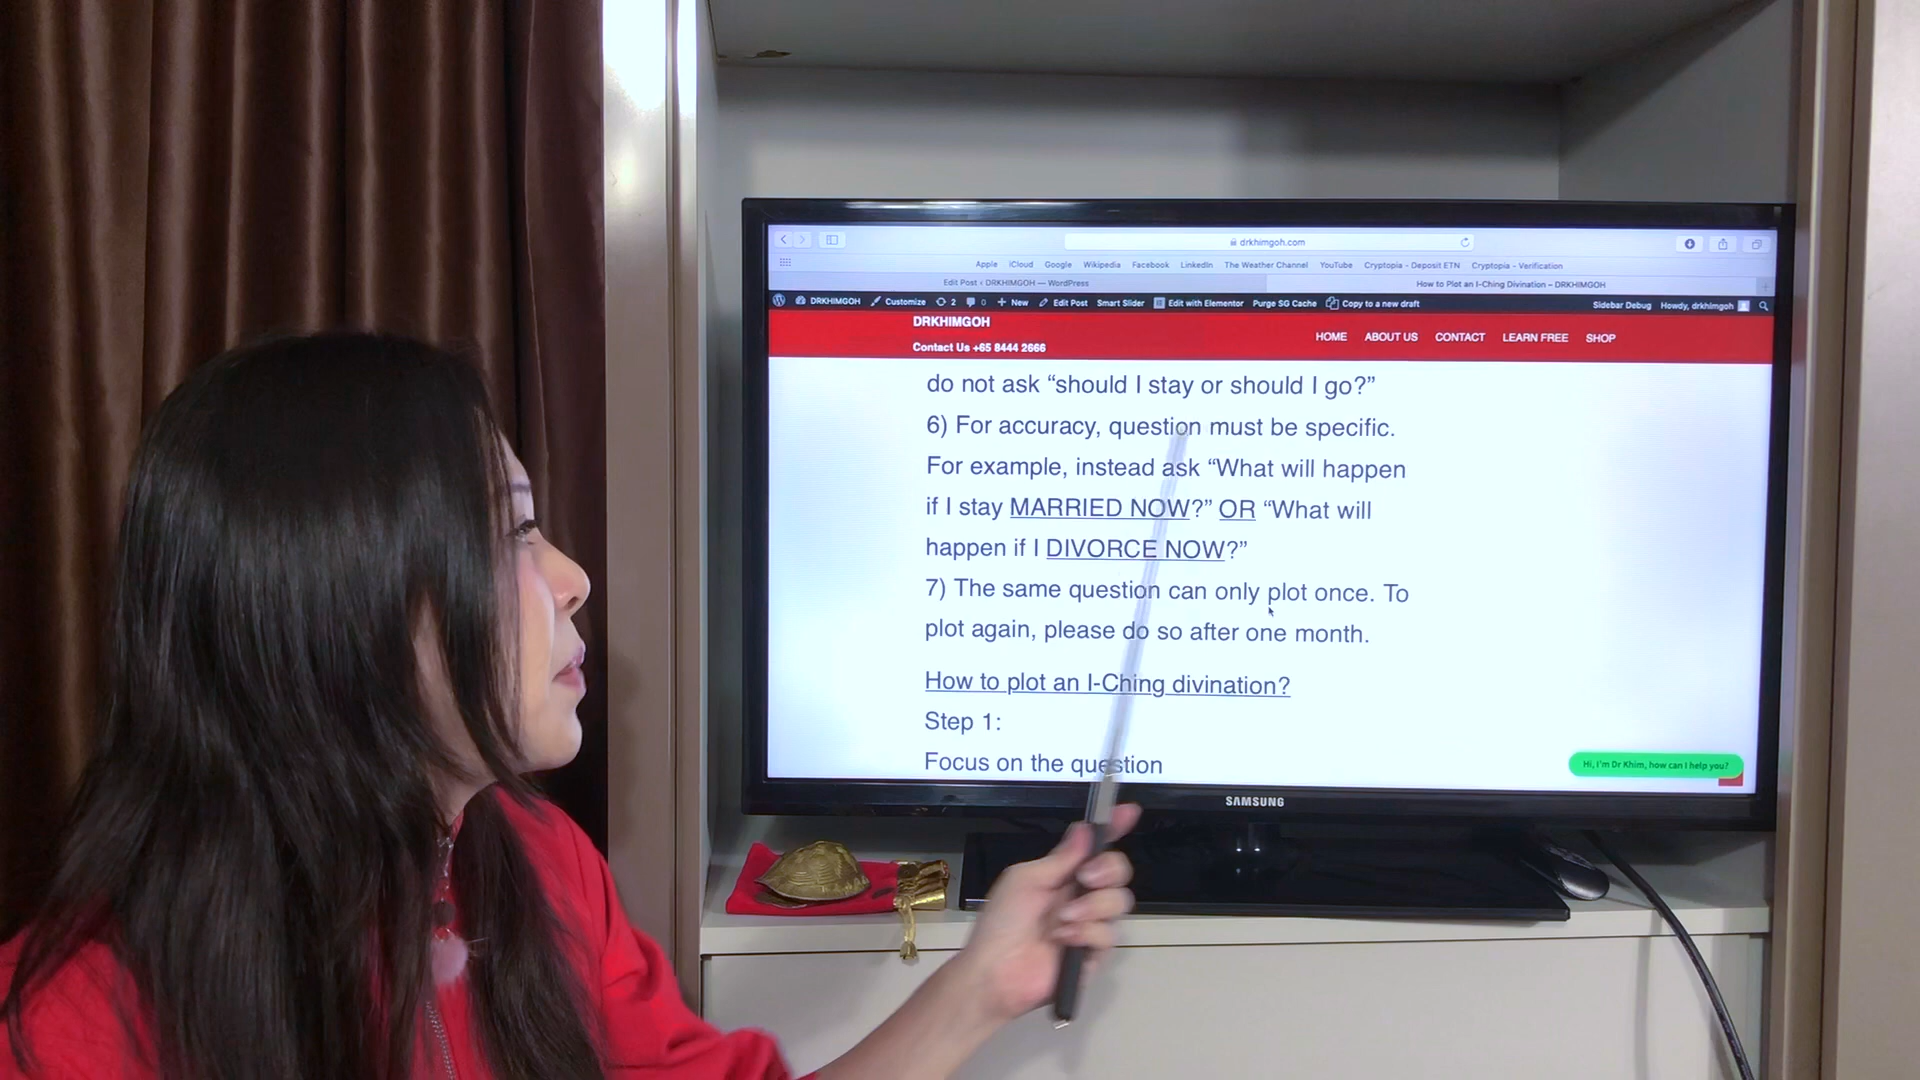 drkhimgoh.com
Apple iCloud Google Wikipedia Facebook LinkedIn The Weather Channel YouTube Cryptopia - Deposit ETN Cryptopia - Verification
Edit Post ‹ DRKHIMGOH — WordPress
How to Plot an I-Ching Divination – DRKHIMGOH
DRKHIMGOH Customize 2 0 New Edit Post Smart Slider Edit with Elementor Purge SG Cache Copy to a new draft Sidebar Debug Howdy, drkhimgoh
DRKHIMGOH
Contact Us +65 8444 2666
HOME ABOUT US CONTACT LEARN FREE SHOP
do not ask “should I stay or should I go?”
6) For accuracy, question must be specific.
For example, instead ask “What will happen
if I stay MARRIED NOW?” OR “What will
happen if I DIVORCE NOW?”
7) The same question can only plot once. To
plot again, please do so after one month.
How to plot an I-Ching divination?
Step 1:
Focus on the question
Hi, I'm Dr Khim, how can I help you?
SAMSUNG